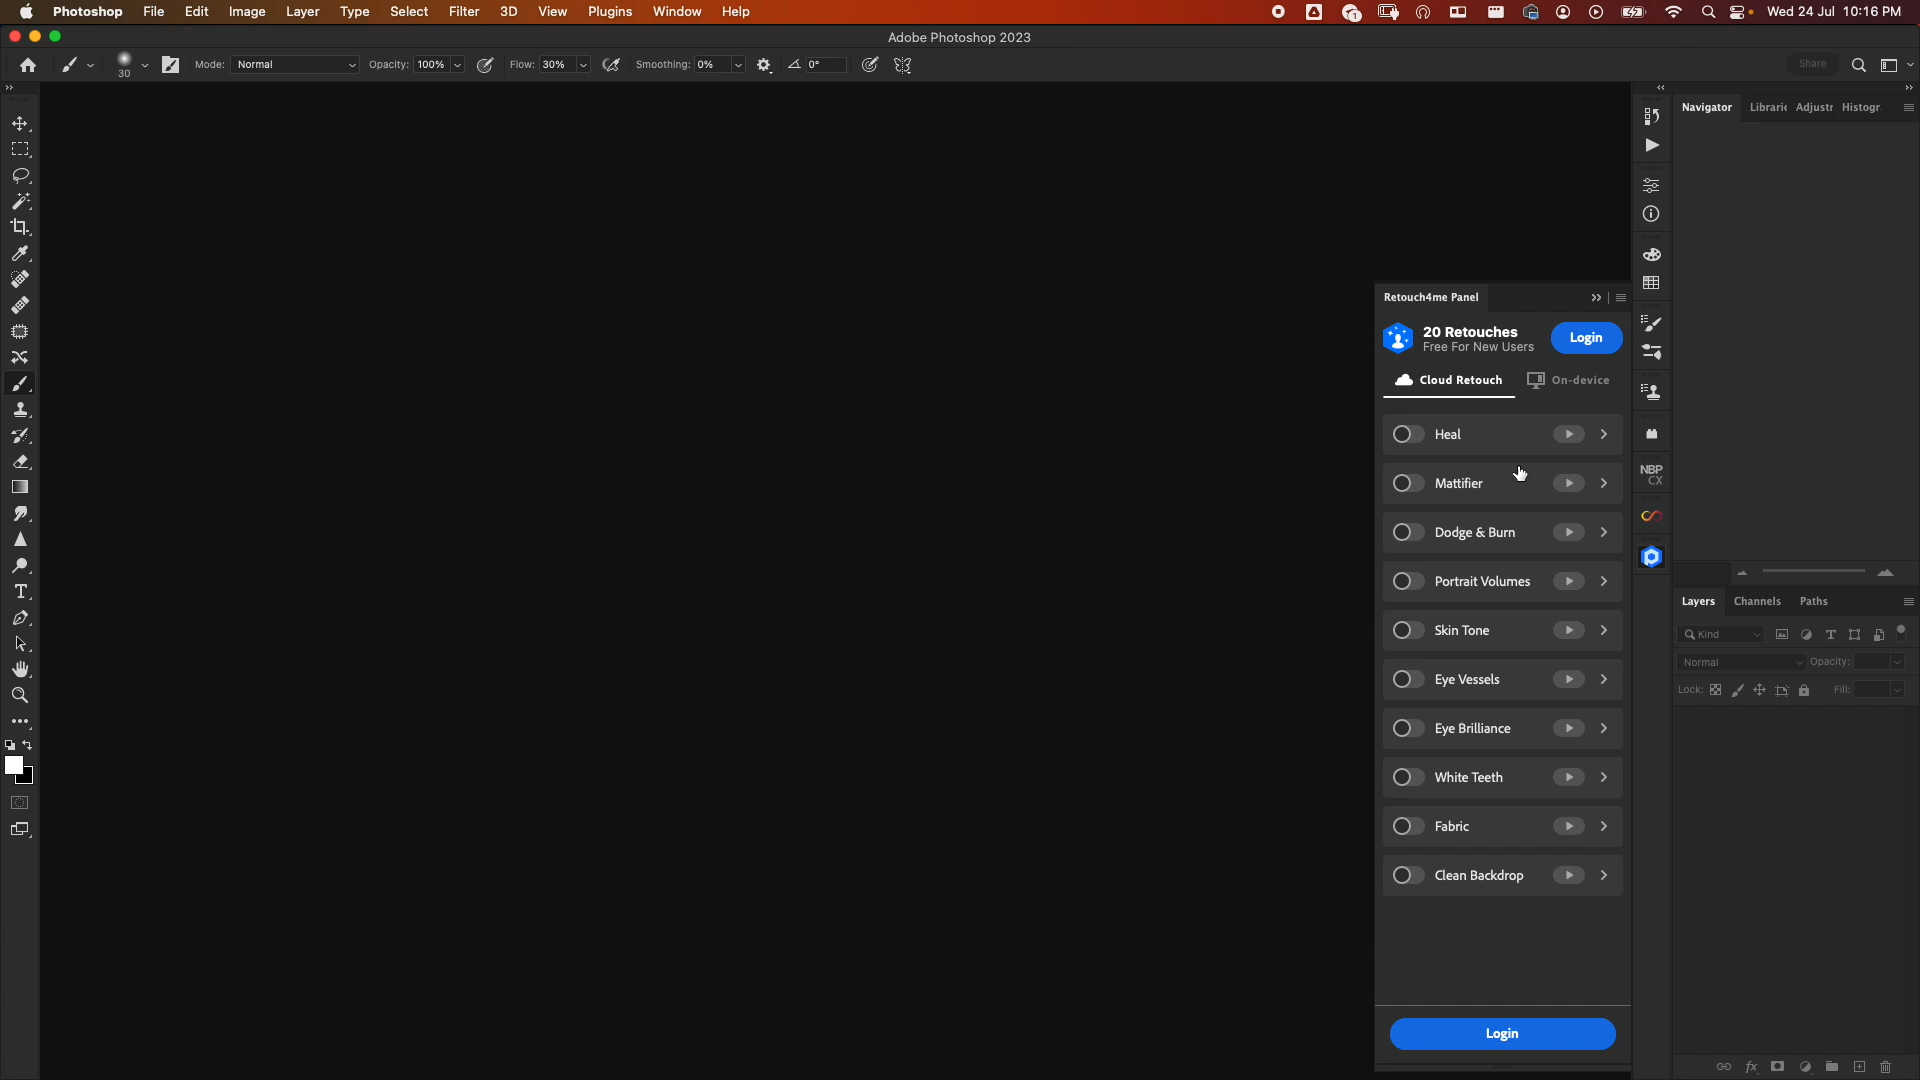 Photoshop File Edit Image Layer Type Select Filter 3D View Plugins Window Help 1 Wed 24 Jul 10:16 PM
Adobe Photoshop 2023
30 Mode: Normal Opacity: 100% Flow: 30% Smoothing: 0% 0° Share
Navigator Librarie Adjustr Histogr
Retouch4me Panel
20 Retouches
Free For New Users
Login
Cloud Retouch On-device
Heal
Mattifier
Dodge & Burn
Portrait Volumes
Skin Tone
Eye Vessels
Eye Brilliance
White Teeth
Fabric
Clean Backdrop
Login
NBP
CX
Layers Channels Paths
Kind
Normal Opacity:
Lock: Fill: